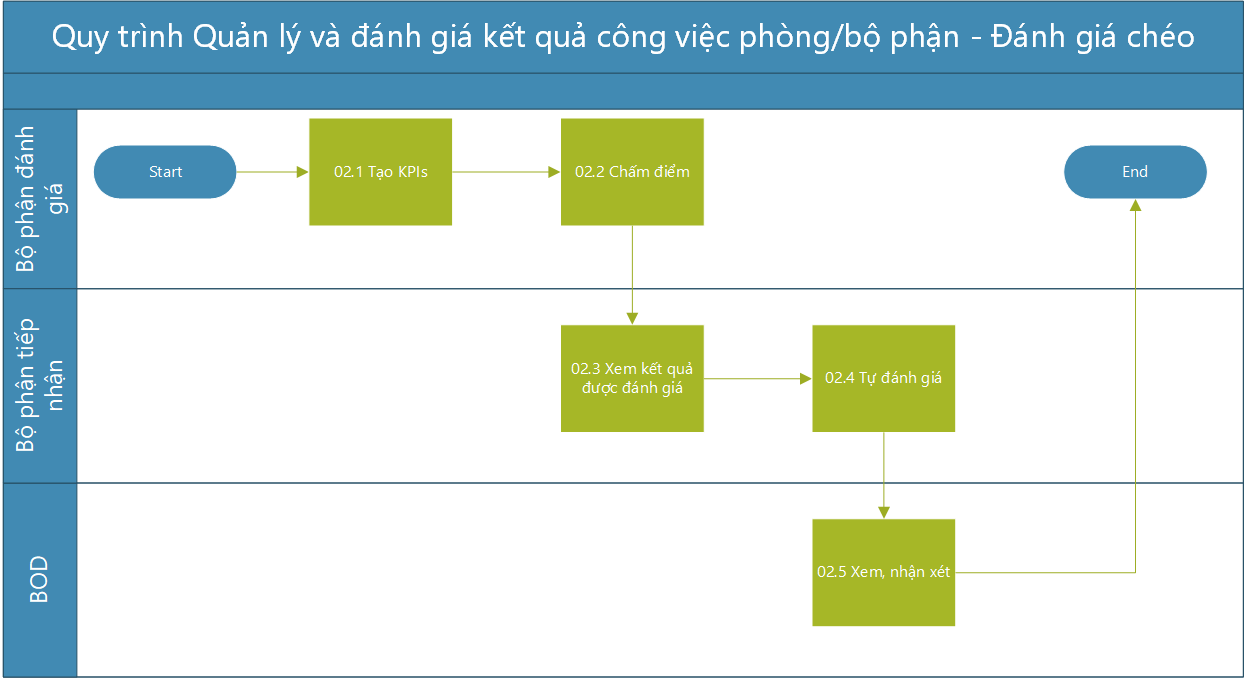 Quy trình Quản lý và đánh giá kết quả công việc phòng/bộ phận - Đánh giá chéo
Bộ phận đánh
giá
Start
02.1 Tạo KPIs
02.2 Chấm điểm
End
Bộ phận tiếp
nhận
02.3 Xem kết quả
được đánh giá
02.4 Tự đánh giá
BOD
02.5 Xem, nhận xét